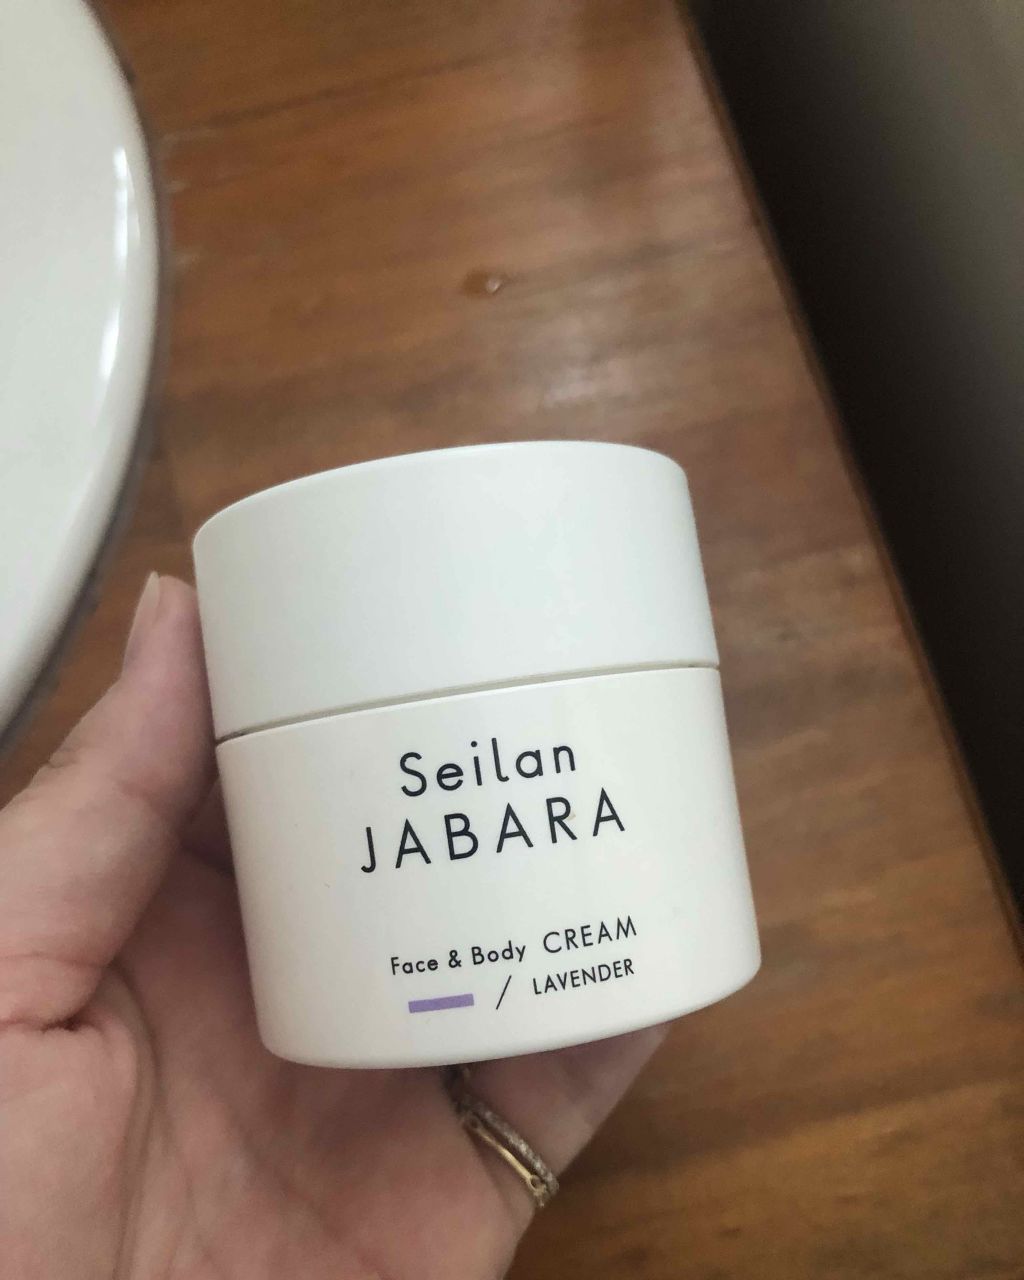 Seilan
JABARA
Face & Body CREAM
/ LAVENDER